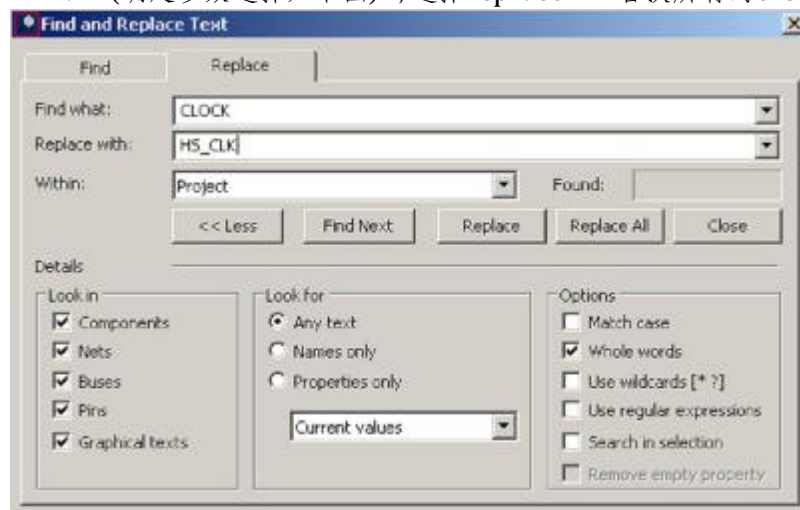 Find and Replace Text
Find Replace
Find what: CLOCK
Replace with: HS_CLK
Within: Project Found:
<< Less Find Next Replace Replace All Close
Details
Look in Look for Options
Components Any text Match case
Nets Names only Whole words
Buses Properties only Use wildcards [* ?]
Pins Current values Use regular expressions
Graphical texts Search in selection
Remove empty property